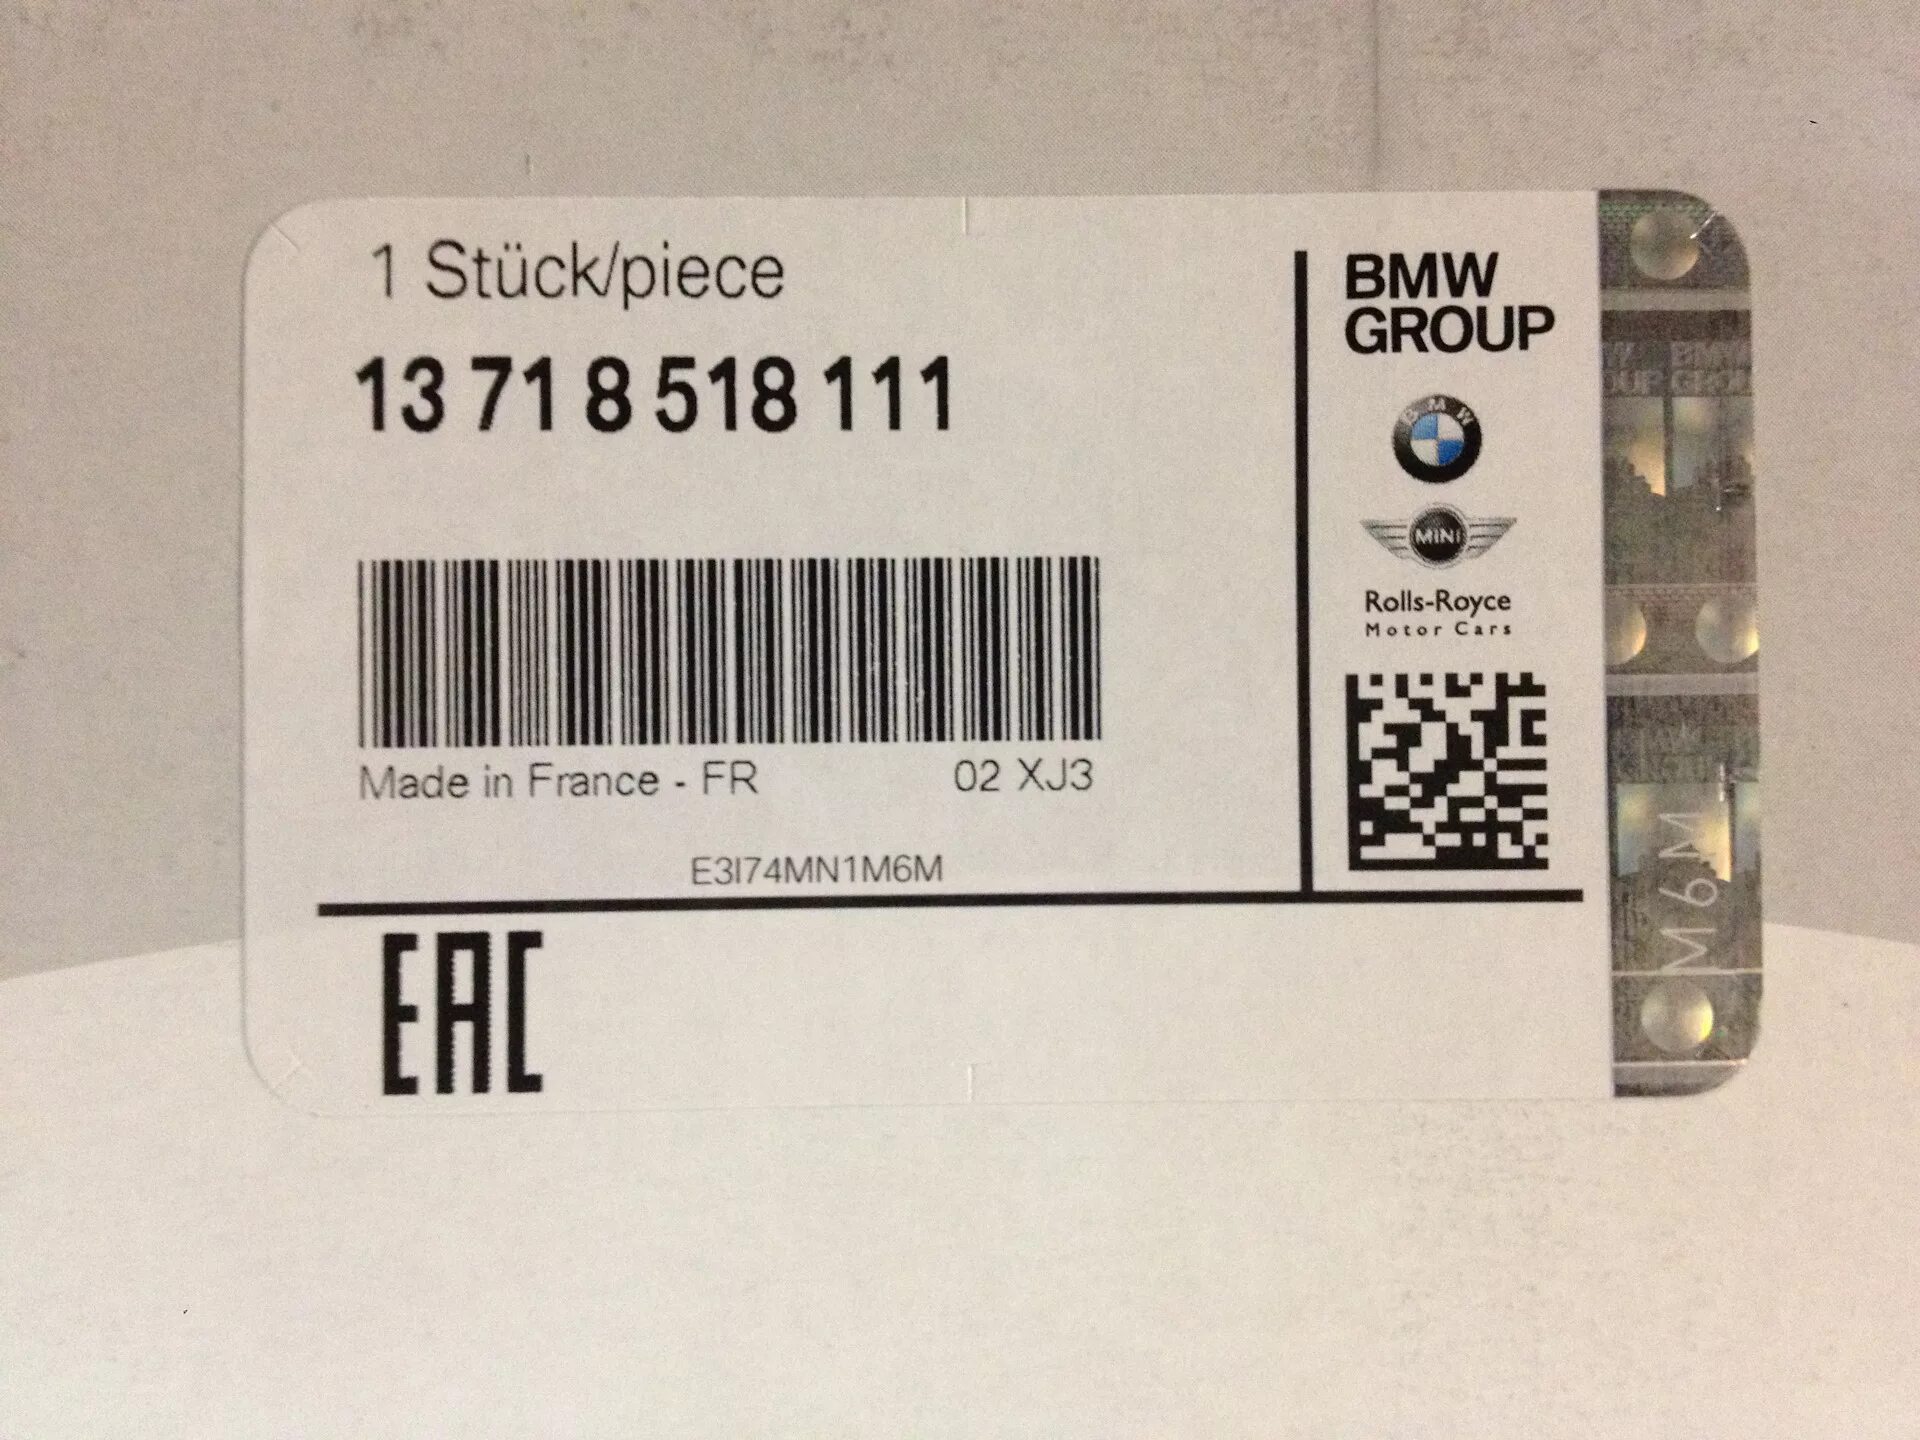 1 Stück/piece
13 71 8 518 111
Made in France - FR
02 XJ3
E3I74MN1M6M
EAC
BMW
GROUP
BMW
MINI
Rolls-Royce
Motor Cars
M6M